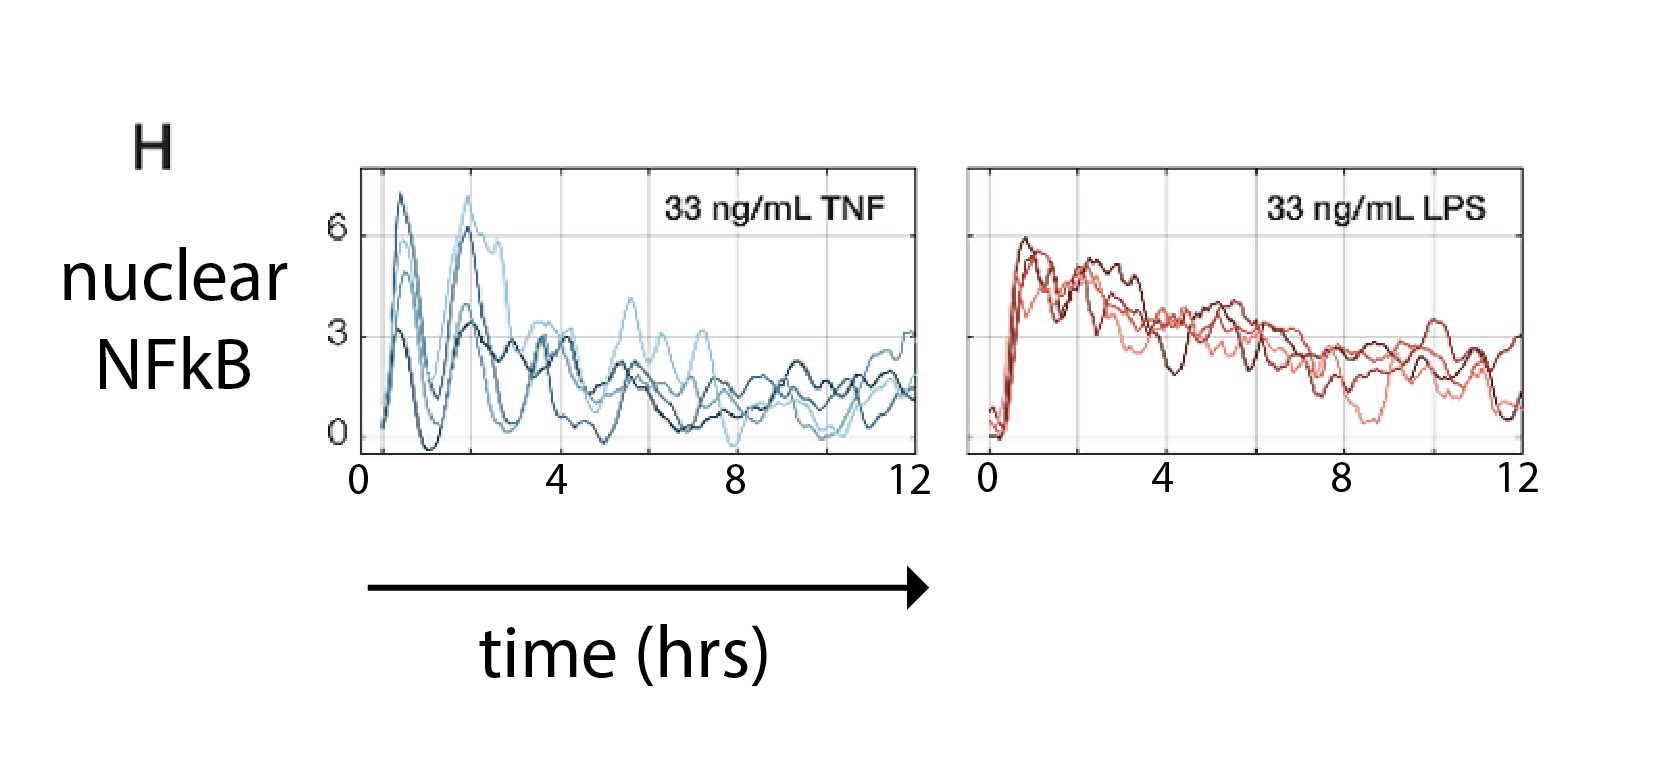 H
nuclear
NFkB
6
3
0
33 ng/mL TNF
0 4 8 12
33 ng/mL LPS
0 4 8 12
time (hrs)